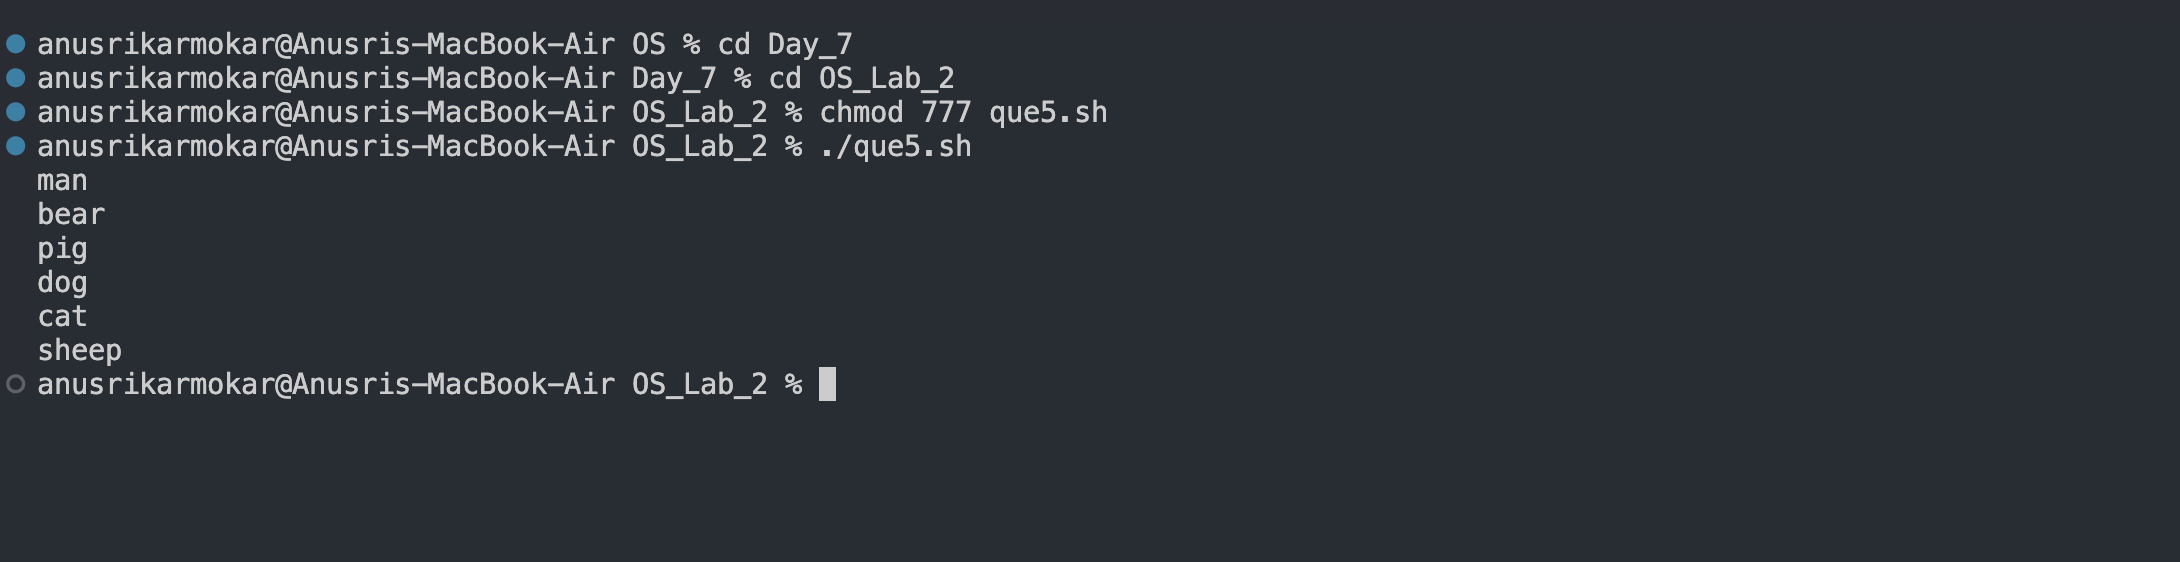 anusrikarmokar@Anusris-MacBook-Air OS % cd Day_7
anusrikarmokar@Anusris-MacBook-Air Day_7 % cd OS_Lab_2
anusrikarmokar@Anusris-MacBook-Air OS_Lab_2 % chmod 777 que5.sh
anusrikarmokar@Anusris-MacBook-Air OS_Lab_2 % ./que5.sh
man
bear
pig
dog
cat
sheep
anusrikarmokar@Anusris-MacBook-Air OS_Lab_2 %